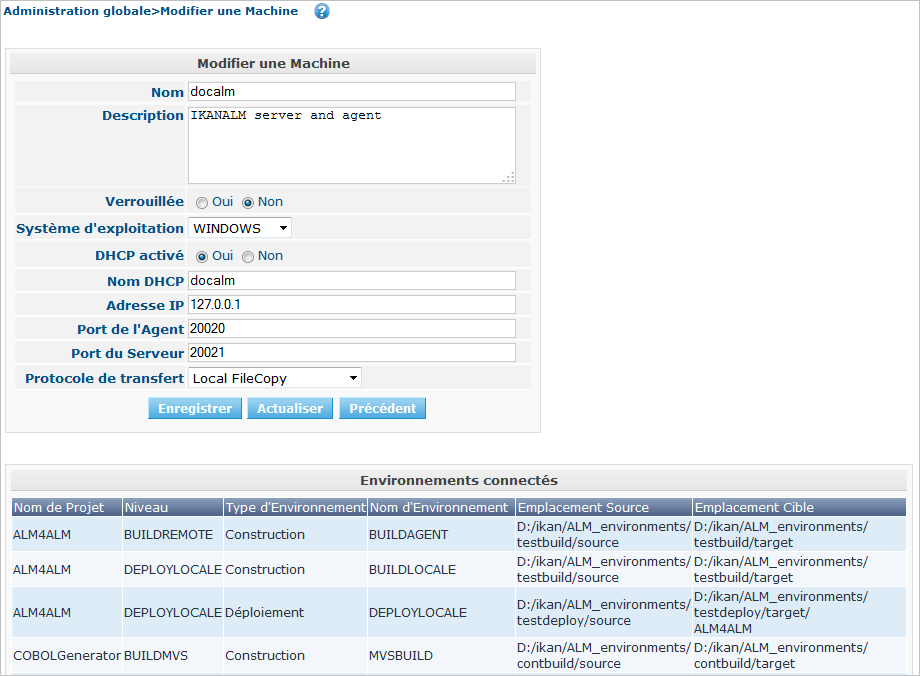 Administration globale>Modifier une Machine ?
Modifier une Machine
Nom docalm
Description IKANALM server and agent
Verrouillée Oui Non
Système d'exploitation WINDOWS
DHCP activé Oui Non
Nom DHCP docalm
Adresse IP 127.0.0.1
Port de l'Agent 20020
Port du Serveur 20021
Protocole de transfert Local FileCopy
Enregistrer Actualiser Précédent
Environnements connectés
Nom de Projet Niveau Type d'Environnement Nom d'Environnement Emplacement Source Emplacement Cible
ALM4ALM BUILDREMOTE Construction BUILDAGENT D:/ikan/ALM_environments/ D:/ikan/ALM_environments/
testbuild/source testbuild/target
ALM4ALM DEPLOYLOCALE Construction BUILDLOCALE D:/ikan/ALM_environments/ D:/ikan/ALM_environments/
testbuild/source testbuild/target
ALM4ALM DEPLOYLOCALE Déploiement DEPLOYLOCALE D:/ikan/ALM_environments/ D:/ikan/ALM_environments/
testdeploy/source testdeploy/target/
ALM4ALM
COBOLGenerator BUILDMVS Construction MVSBUILD D:/ikan/ALM_environments/ D:/ikan/ALM_environments/
contbuild/source contbuild/target